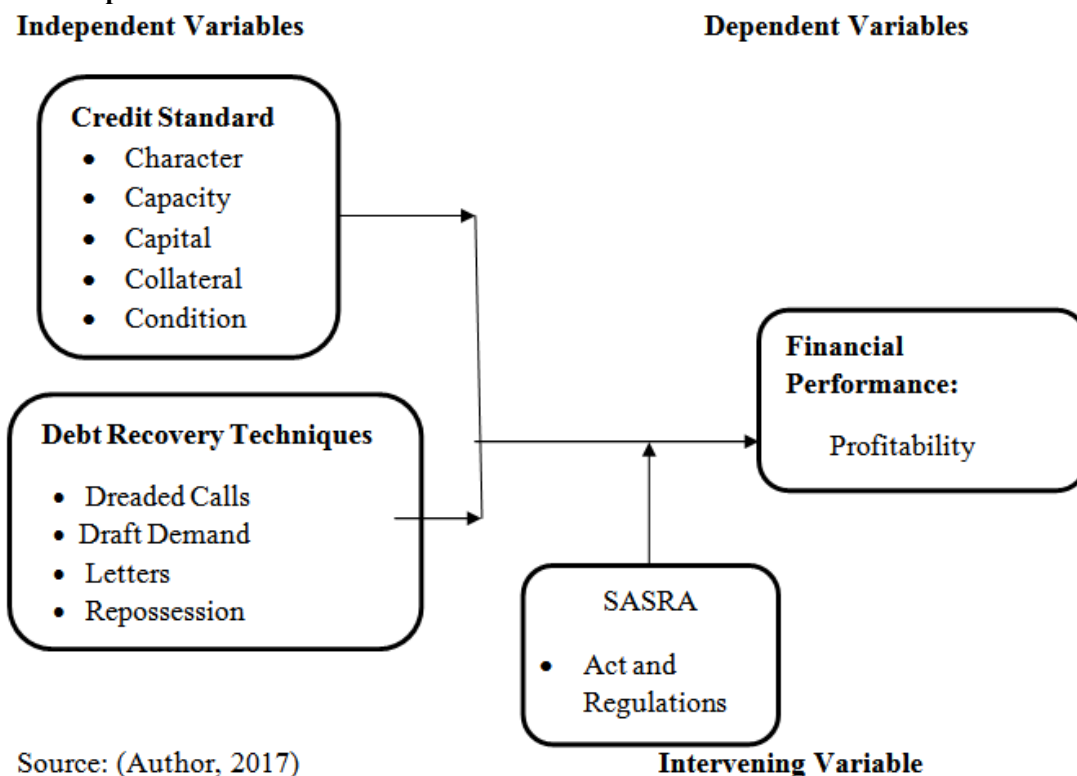 Independent Variables
Dependent Variables
Credit Standard
• Character
• Capacity
• Capital
• Collateral
• Condition
Debt Recovery Techniques
• Dreaded Calls
• Draft Demand
• Letters
• Repossession
Financial
Performance:
Profitability
SASRA
• Act and
Regulations
Source: (Author, 2017)
Intervening Variable